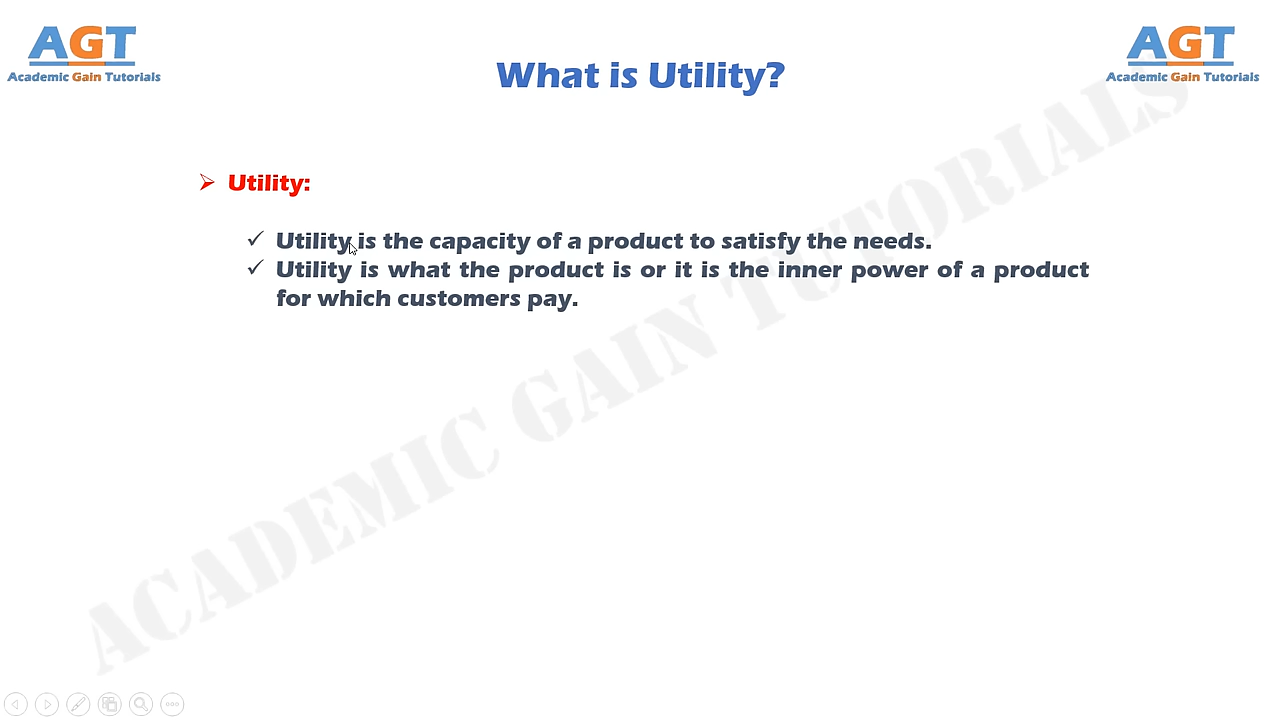 AGT
Academic Gain Tutorials
What is Utility?
AGT
Academic Gain Tutorials
Utility:
Utility is the capacity of a product to satisfy the needs.
Utility is what the product is or it is the inner power of a product
for which customers pay.
ACADEMIC GAIN TUTORIALS